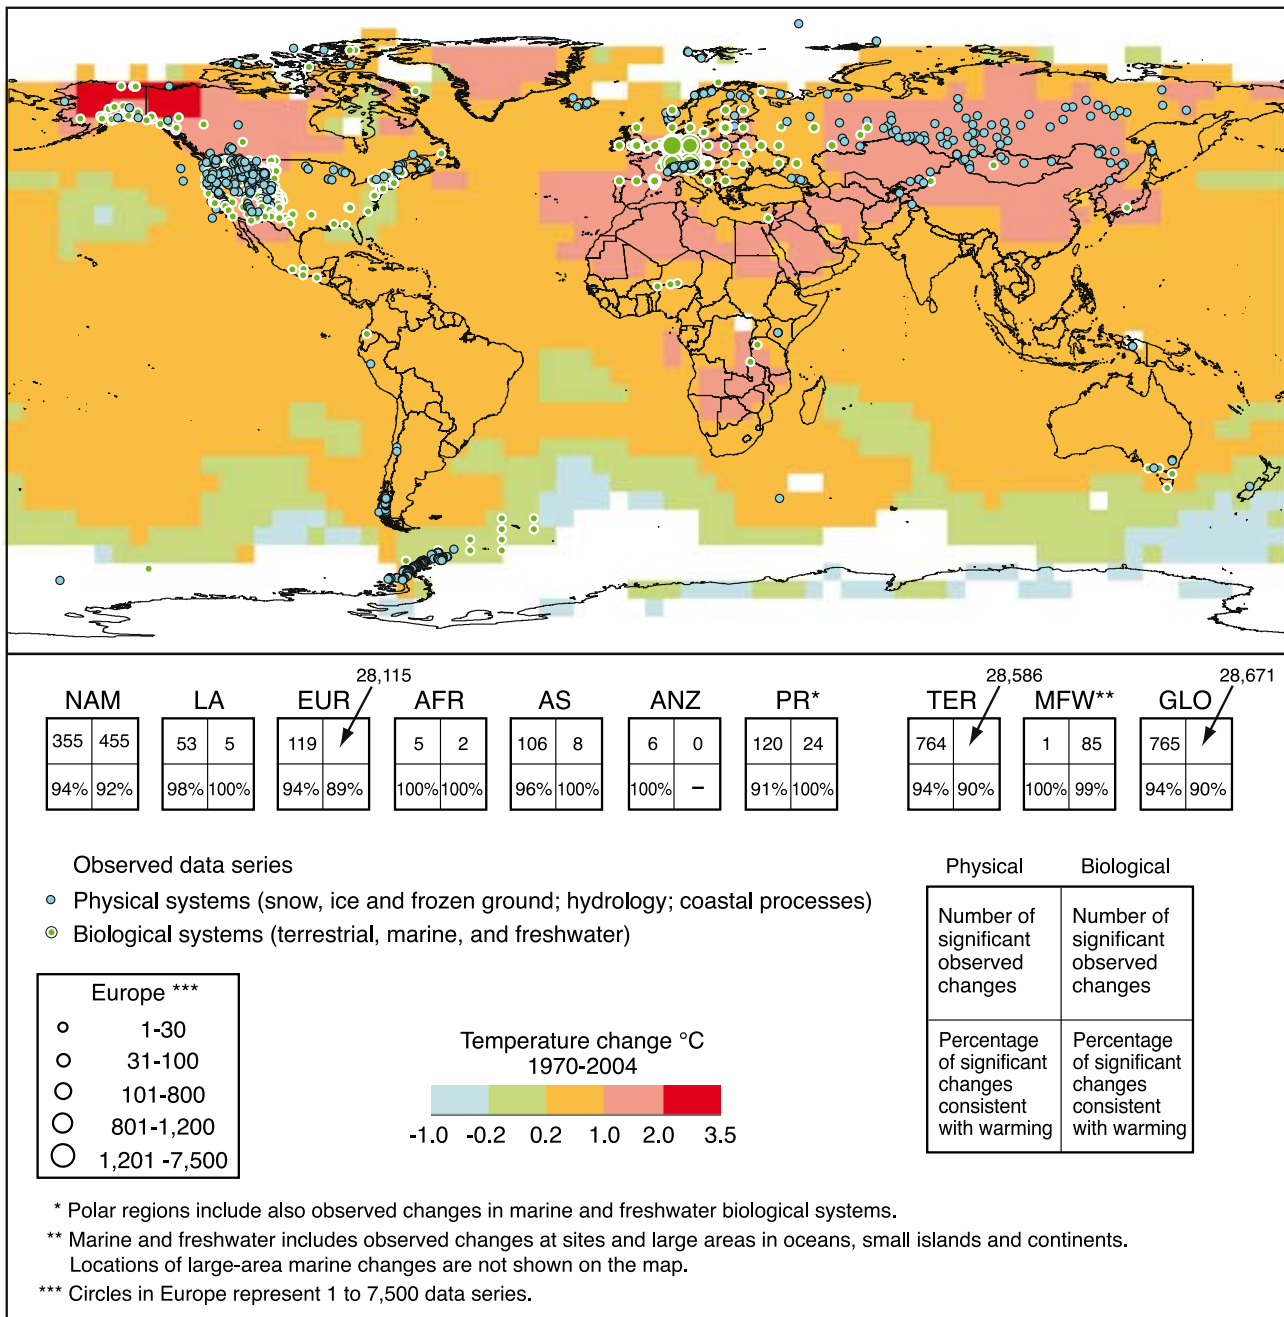 28,115
28,586
28,671
NAM LA EUR AFR AS ANZ PR* TER MFW** GLO
355 455 53 5 119 5 2 106 8 6 0 120 24 764 1 85 765
94% 92% 98% 100% 94% 89% 100% 100% 96% 100% 100% – 91% 100% 94% 90% 100% 99% 94% 90%
Observed data series
Physical systems (snow, ice and frozen ground; hydrology; coastal processes)
Biological systems (terrestrial, marine, and freshwater)
Europe ***
1-30
31-100
101-800
801-1,200
1,201 -7,500
Temperature change °C
1970-2004
-1.0 -0.2 0.2 1.0 2.0 3.5
Physical Biological
Number of
significant
observed
changes
Number of
significant
observed
changes
Percentage
of significant
changes
consistent
with warming
Percentage
of significant
changes
consistent
with warming
* Polar regions include also observed changes in marine and freshwater biological systems.
** Marine and freshwater includes observed changes at sites and large areas in oceans, small islands and continents.
Locations of large-area marine changes are not shown on the map.
*** Circles in Europe represent 1 to 7,500 data series.